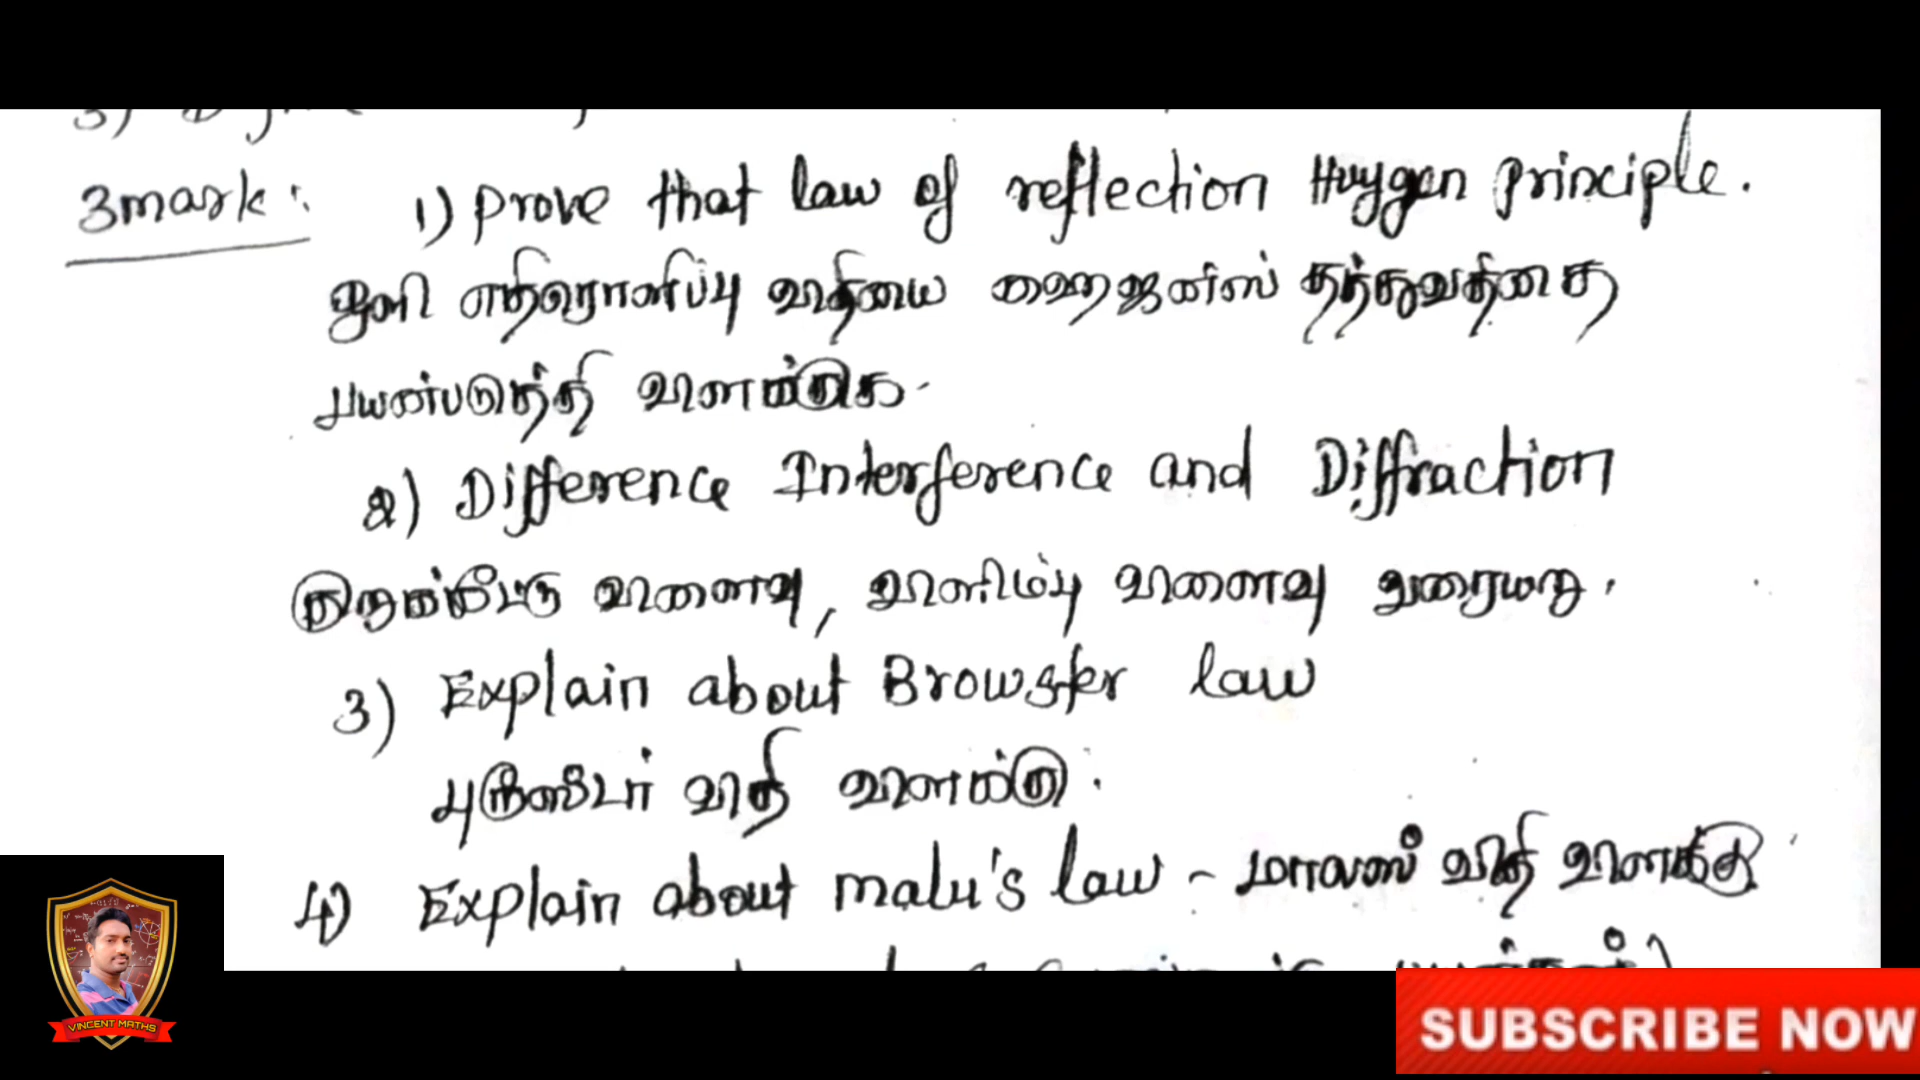 3mark: 1) prove that law of reflection Huygen principle.
ஒளி எதிரொளிப்பு விதியை ஹைஜன்ஸ் தத்துவத்தை
பயன்படுத்தி விளக்குக.
2) Difference Interference and Diffraction
குறுக்கீட்டு விளைவு, விளிம்பு விளைவு வரையறு.
3) Explain about Browster law
புரூஸ்டர் விதி விளக்கு.
4) Explain about malu's law - மாலஸ் விதி விளக்கு
VINCENT MATHS
SUBSCRIBE NOW